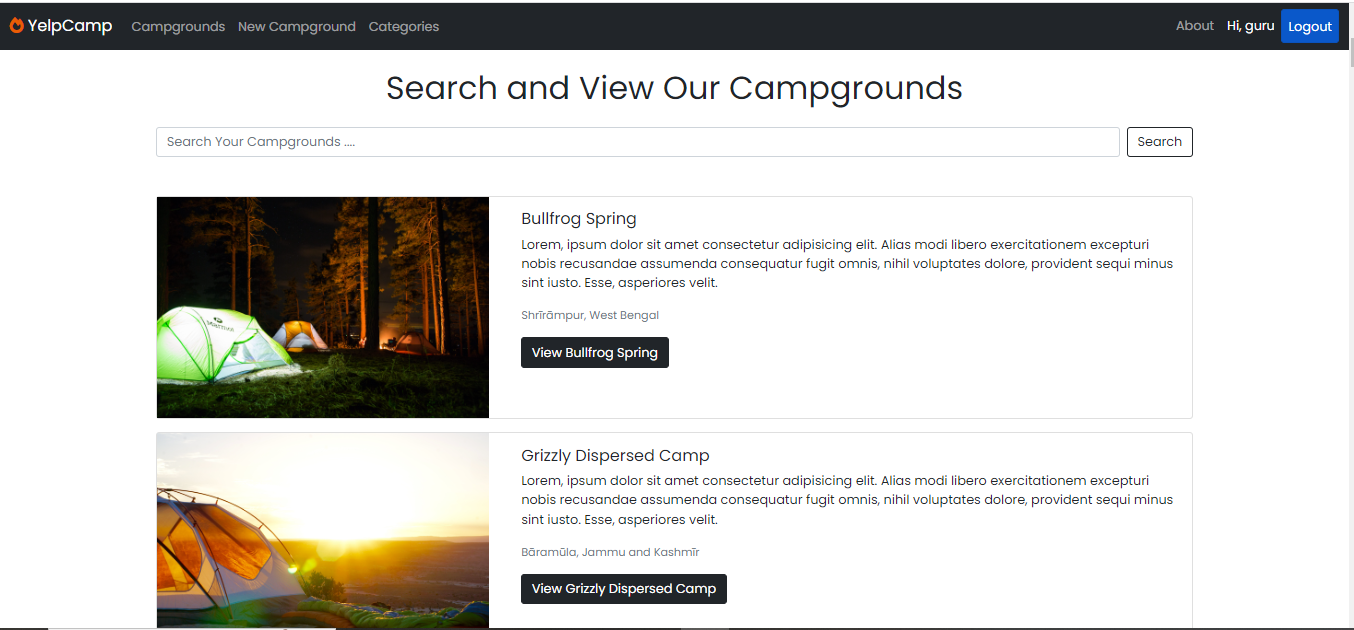 YelpCamp Campgrounds New Campground Categories About Hi, guru Logout
Search and View Our Campgrounds
Search Your Campgrounds .... Search
Bullfrog Spring
Lorem, ipsum dolor sit amet consectetur adipisicing elit. Alias modi libero exercitationem excepturi
nobis recusandae assumenda consequatur fugit omnis, nihil voluptates dolore, provident sequi minus
sint iusto. Esse, asperiores velit.
Shrīrāmpur, West Bengal
View Bullfrog Spring
Marmot
Grizzly Dispersed Camp
Lorem, ipsum dolor sit amet consectetur adipisicing elit. Alias modi libero exercitationem excepturi
nobis recusandae assumenda consequatur fugit omnis, nihil voluptates dolore, provident sequi minus
sint iusto. Esse, asperiores velit.
Bāramūla, Jammu and Kashmīr
View Grizzly Dispersed Camp